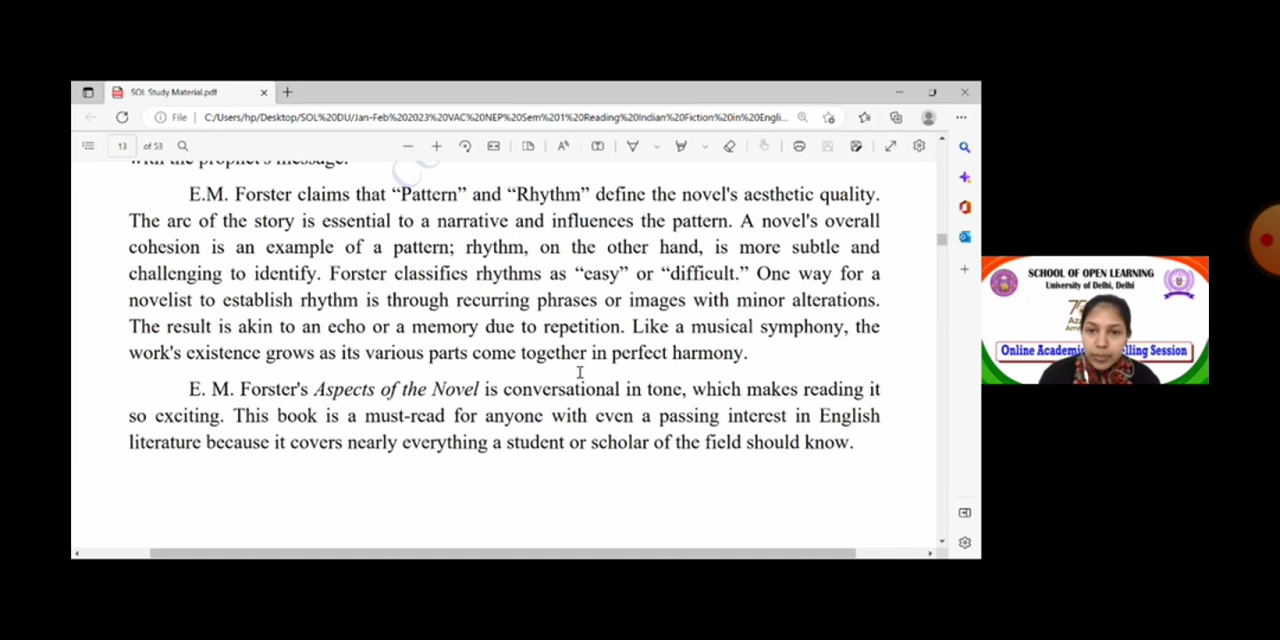 SOL Study Material.pdf
File
C:/Users/hp/Desktop/SOL%20DU/Jan-Feb%202023%20VAC%20NEP%20Sem%201%20Reading%20Indian%20Fiction%20in%20Engli...
13 of 53
with the prophet's message.
E.M. Forster claims that “Pattern” and “Rhythm” define the novel's aesthetic quality.
The arc of the story is essential to a narrative and influences the pattern. A novel's overall
cohesion is an example of a pattern; rhythm, on the other hand, is more subtle and
challenging to identify. Forster classifies rhythms as “easy” or “difficult.” One way for a
novelist to establish rhythm is through recurring phrases or images with minor alterations.
The result is akin to an echo or a memory due to repetition. Like a musical symphony, the
work's existence grows as its various parts come together in perfect harmony.
E. M. Forster's Aspects of the Novel is conversational in tone, which makes reading it
so exciting. This book is a must-read for anyone with even a passing interest in English
literature because it covers nearly everything a student or scholar of the field should know.
SCHOOL OF OPEN LEARNING
University of Delhi, Delhi
Online Academi
lling Session